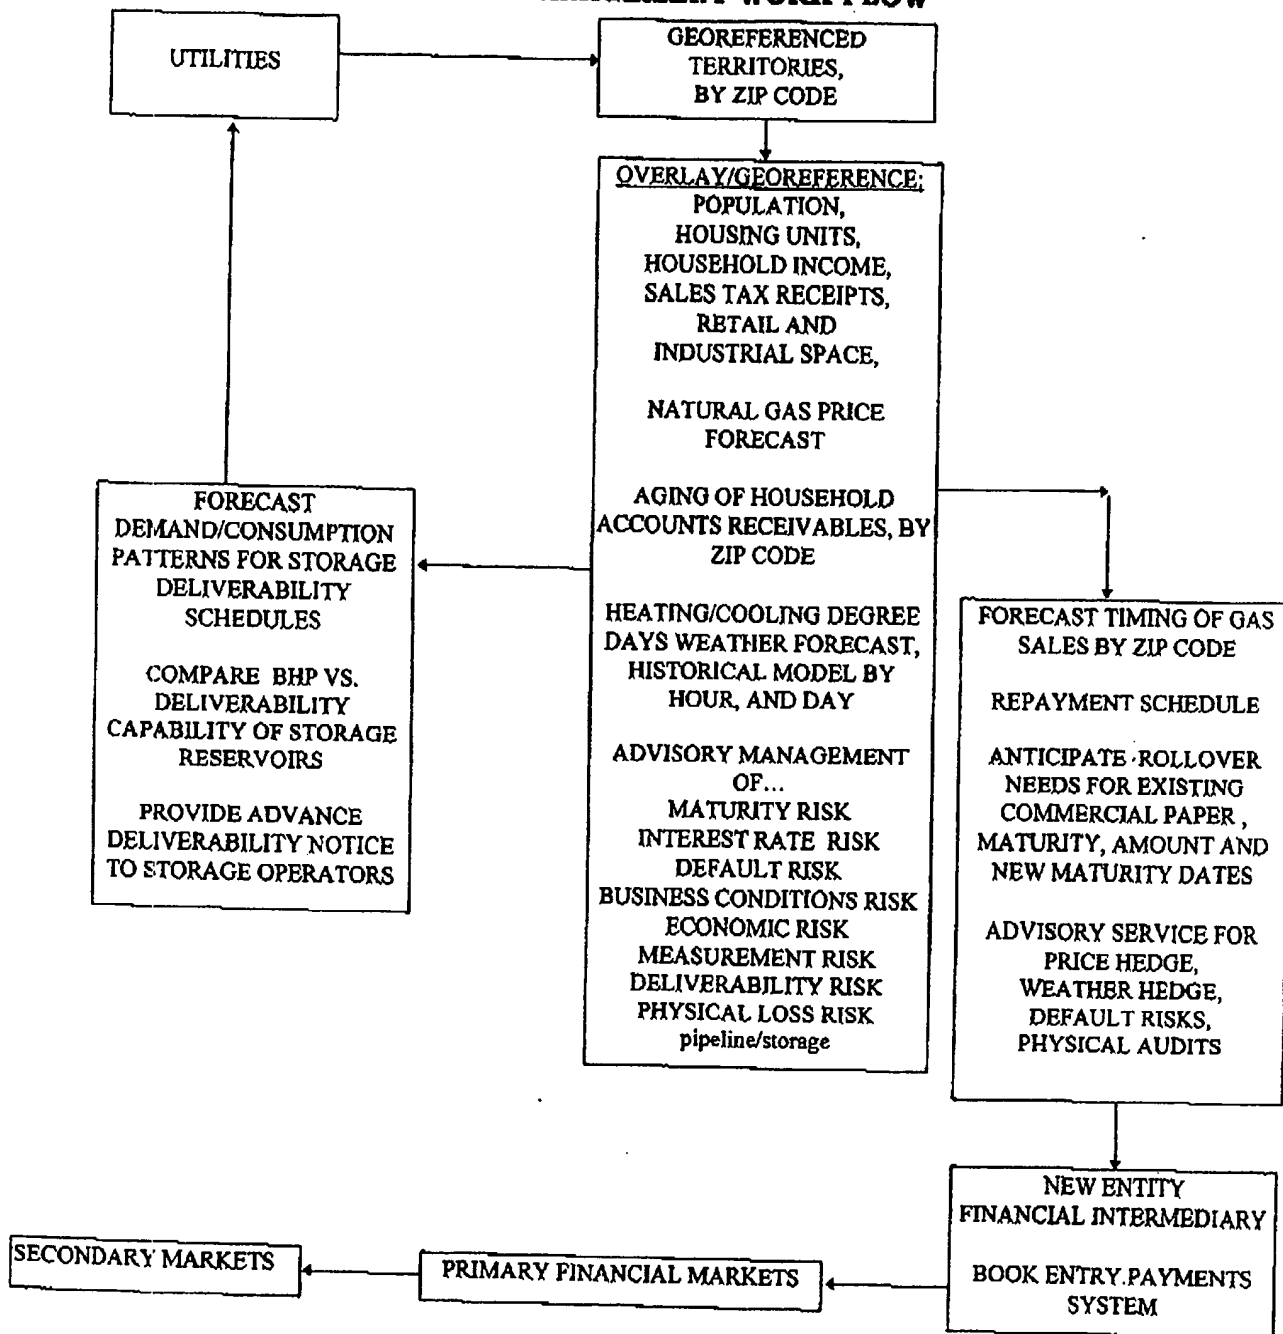 WORK FLOW
UTILITIES
GEOREFERENCED
TERRITORIES,
BY ZIP CODE
OVERLAY/GEOREFERENCE;
POPULATION,
HOUSING UNITS,
HOUSEHOLD INCOME,
SALES TAX RECEIPTS,
RETAIL AND
INDUSTRIAL SPACE,
NATURAL GAS PRICE
FORECAST
AGING OF HOUSEHOLD
ACCOUNTS RECEIVABLES, BY
ZIP CODE
HEATING/COOLING DEGREE
DAYS WEATHER FORECAST,
HISTORICAL MODEL BY
HOUR, AND DAY
ADVISORY MANAGEMENT
OF...
MATURITY RISK
INTEREST RATE RISK
DEFAULT RISK
BUSINESS CONDITIONS RISK
ECONOMIC RISK
MEASUREMENT RISK
DELIVERABILITY RISK
PHYSICAL LOSS RISK
pipeline/storage
FORECAST
DEMAND/CONSUMPTION
PATTERNS FOR STORAGE
DELIVERABILITY
SCHEDULES
COMPARE BHP VS.
DELIVERABILITY
CAPABILITY OF STORAGE
RESERVOIRS
PROVIDE ADVANCE
DELIVERABILITY NOTICE
TO STORAGE OPERATORS
FORECAST TIMING OF GAS
SALES BY ZIP CODE
REPAYMENT SCHEDULE
ANTICIPATE ROLLOVER
NEEDS FOR EXISTING
COMMERCIAL PAPER,
MATURITY, AMOUNT AND
NEW MATURITY DATES
ADVISORY SERVICE FOR
PRICE HEDGE,
WEATHER HEDGE,
DEFAULT RISKS,
PHYSICAL AUDITS
NEW ENTITY
FINANCIAL INTERMEDIARY
BOOK ENTRY.PAYMENTS
SYSTEM
PRIMARY FINANCIAL MARKETS
SECONDARY MARKETS